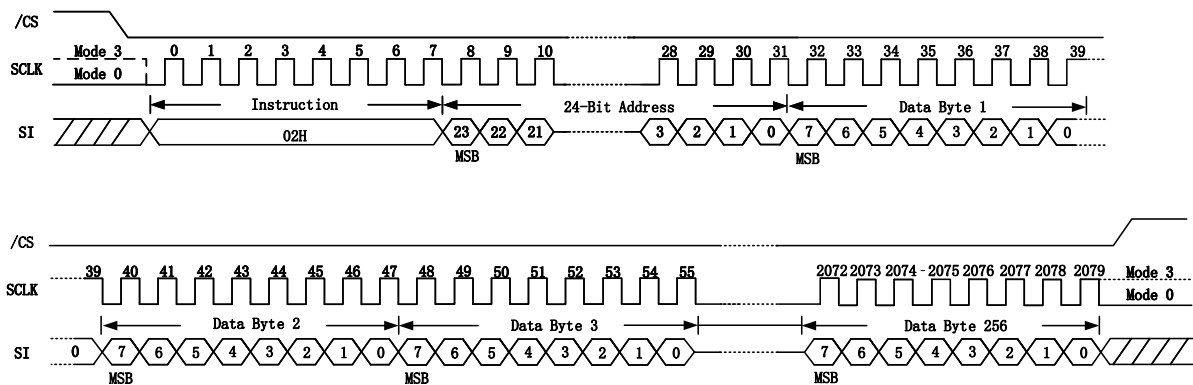 /CS
Mode 3
0 1 2 3 4 5 6 7 8 9 10 28 29 30 31 32 33 34 35 36 37 38 39
SCLK
Mode 0
Instruction 24-Bit Address Data Byte 1
SI
02H 23 22 21 3 2 1 0 7 6 5 4 3 2 1 0
MSB MSB
/CS
39 40 41 42 43 44 45 46 47 48 49 50 51 52 53 54 55 2072 2073 2074 - 2075 2076 2077 2078 2079 Mode 3
SCLK
Mode 0
Data Byte 2 Data Byte 3 Data Byte 256
SI 0 7 6 5 4 3 2 1 0 7 6 5 4 3 2 1 0 7 6 5 4 3 2 1 0
MSB MSB MSB